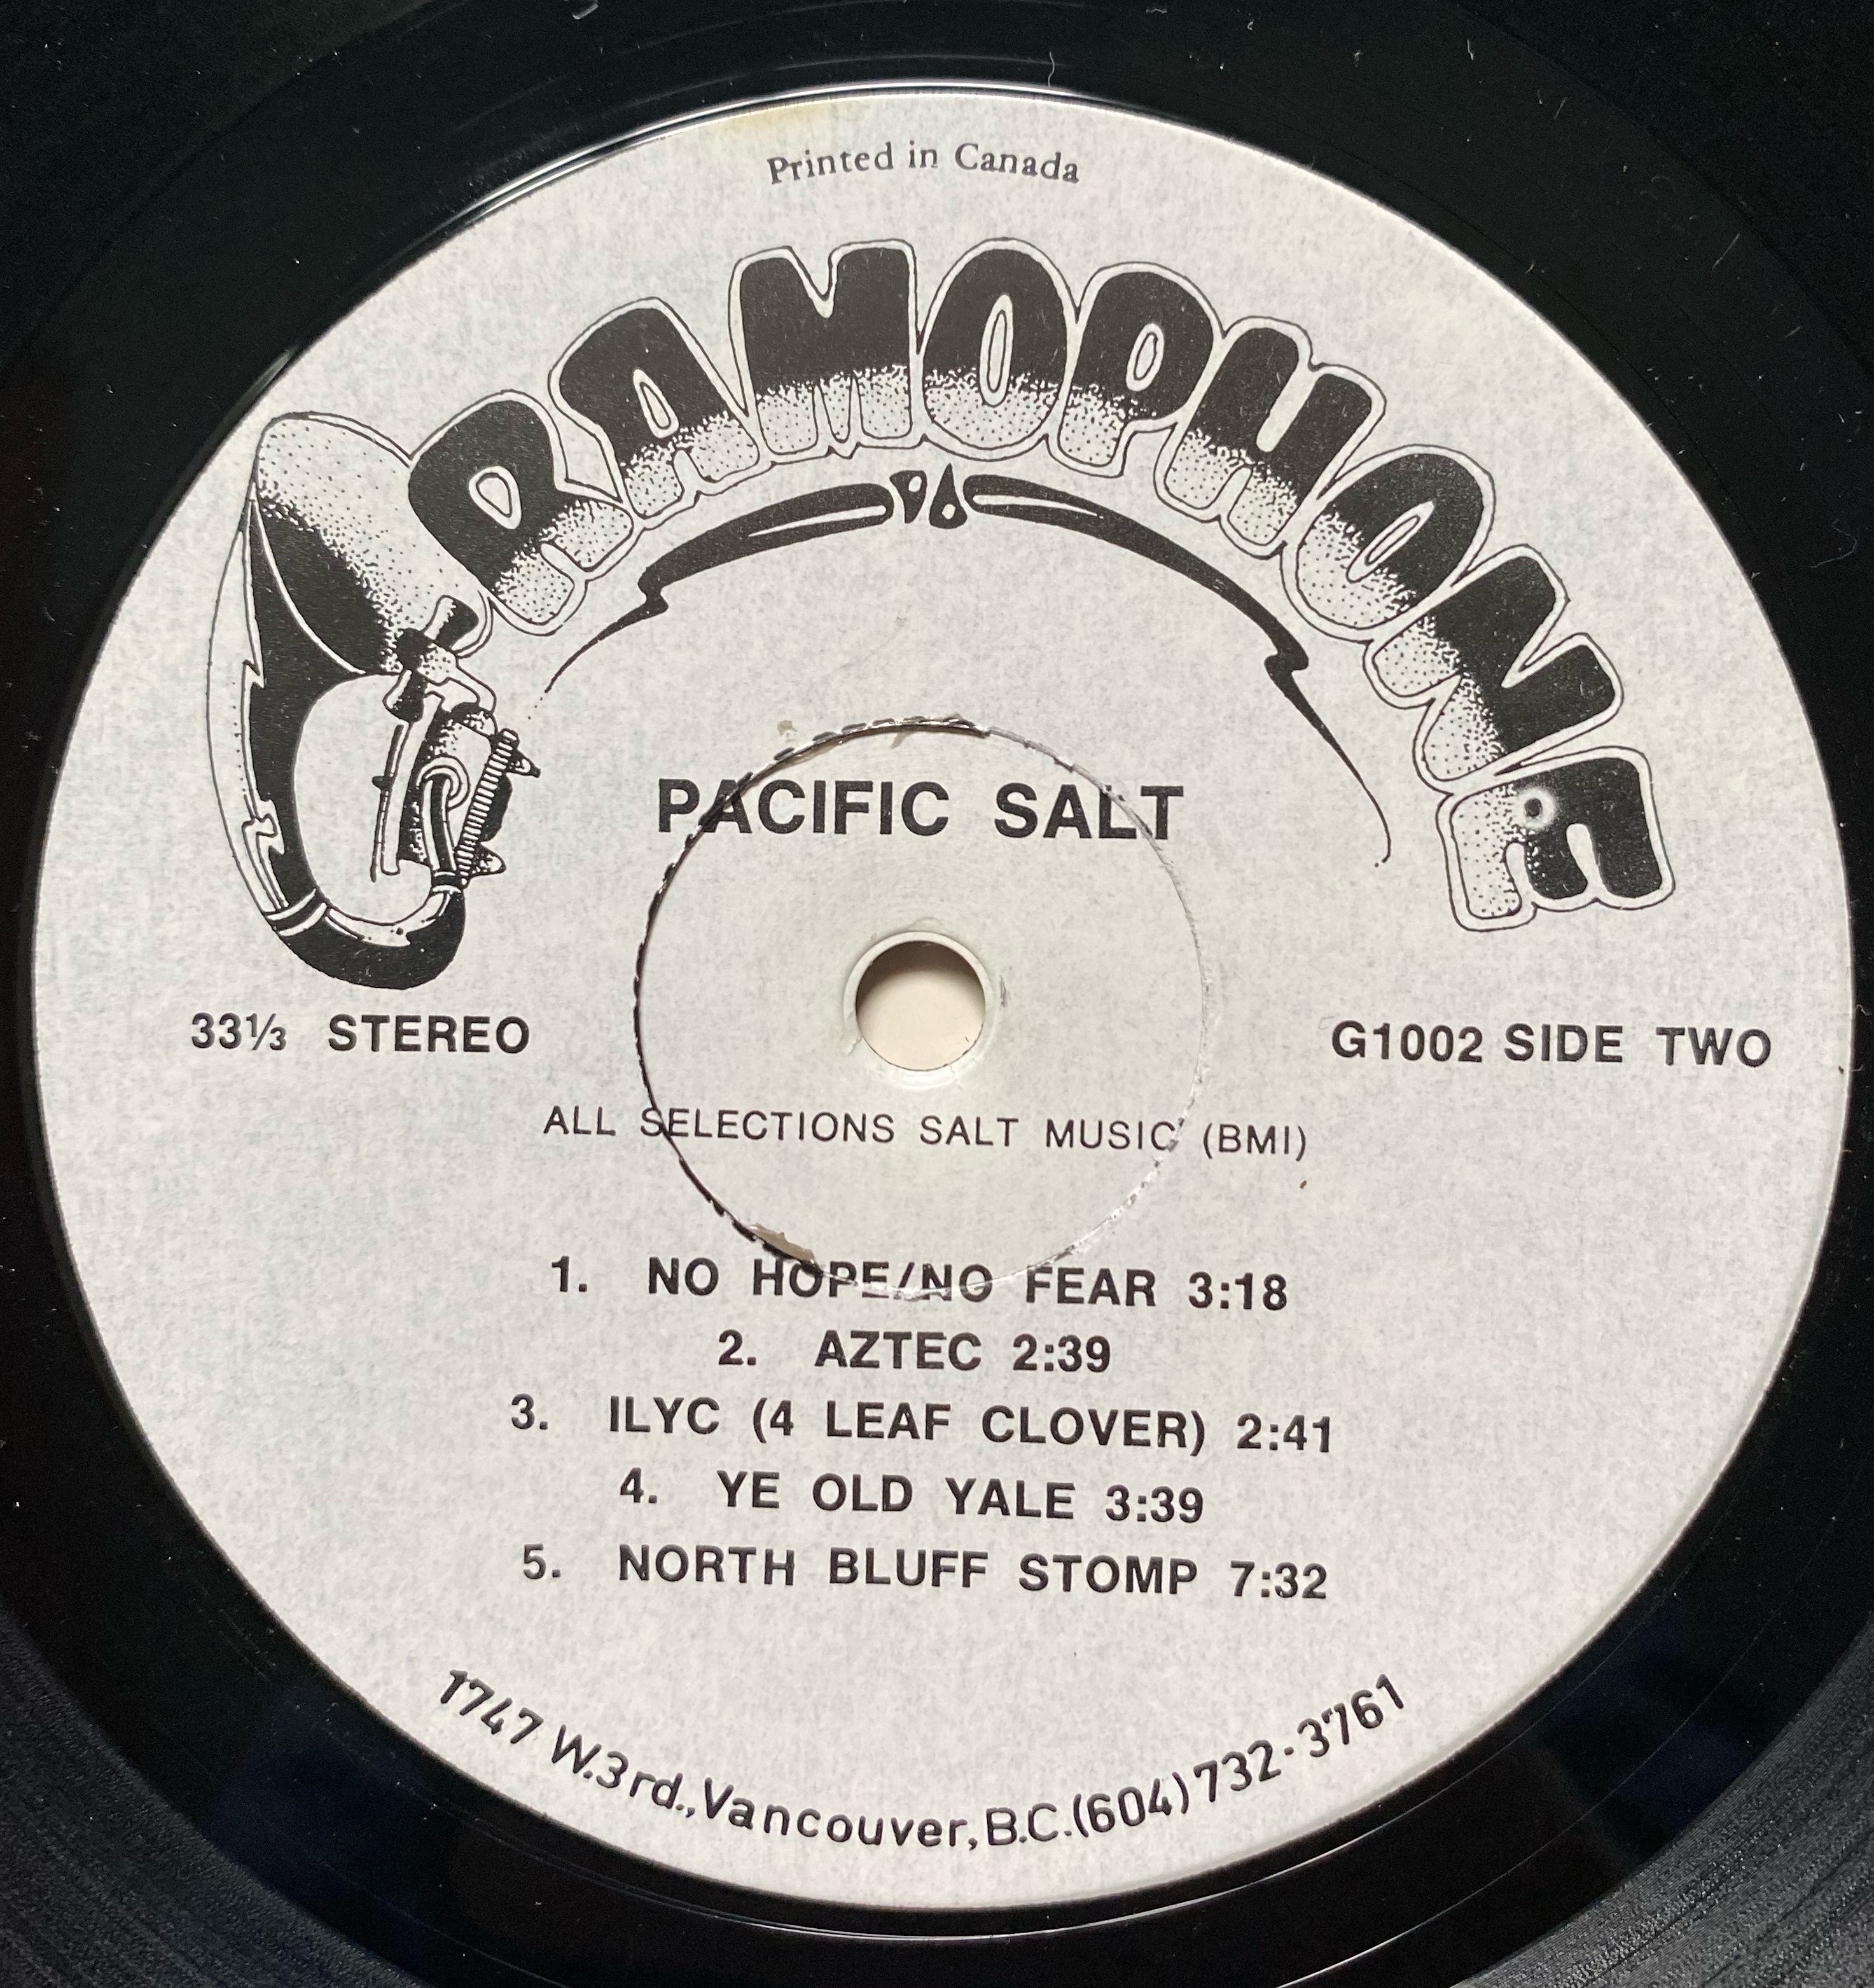 Printed in Canada
GRAMOPHONE
PACIFIC SALT
33⅓ STEREO
G1002 SIDE TWO
ALL SELECTIONS SALT MUSIC (BMI)
1. NO HOPE/NO FEAR 3:18
2. AZTEC 2:39
3. ILYC (4 LEAF CLOVER) 2:41
4. YE OLD YALE 3:39
5. NORTH BLUFF STOMP 7:32
1747 W.3rd., Vancouver, B.C. (604) 732-3761